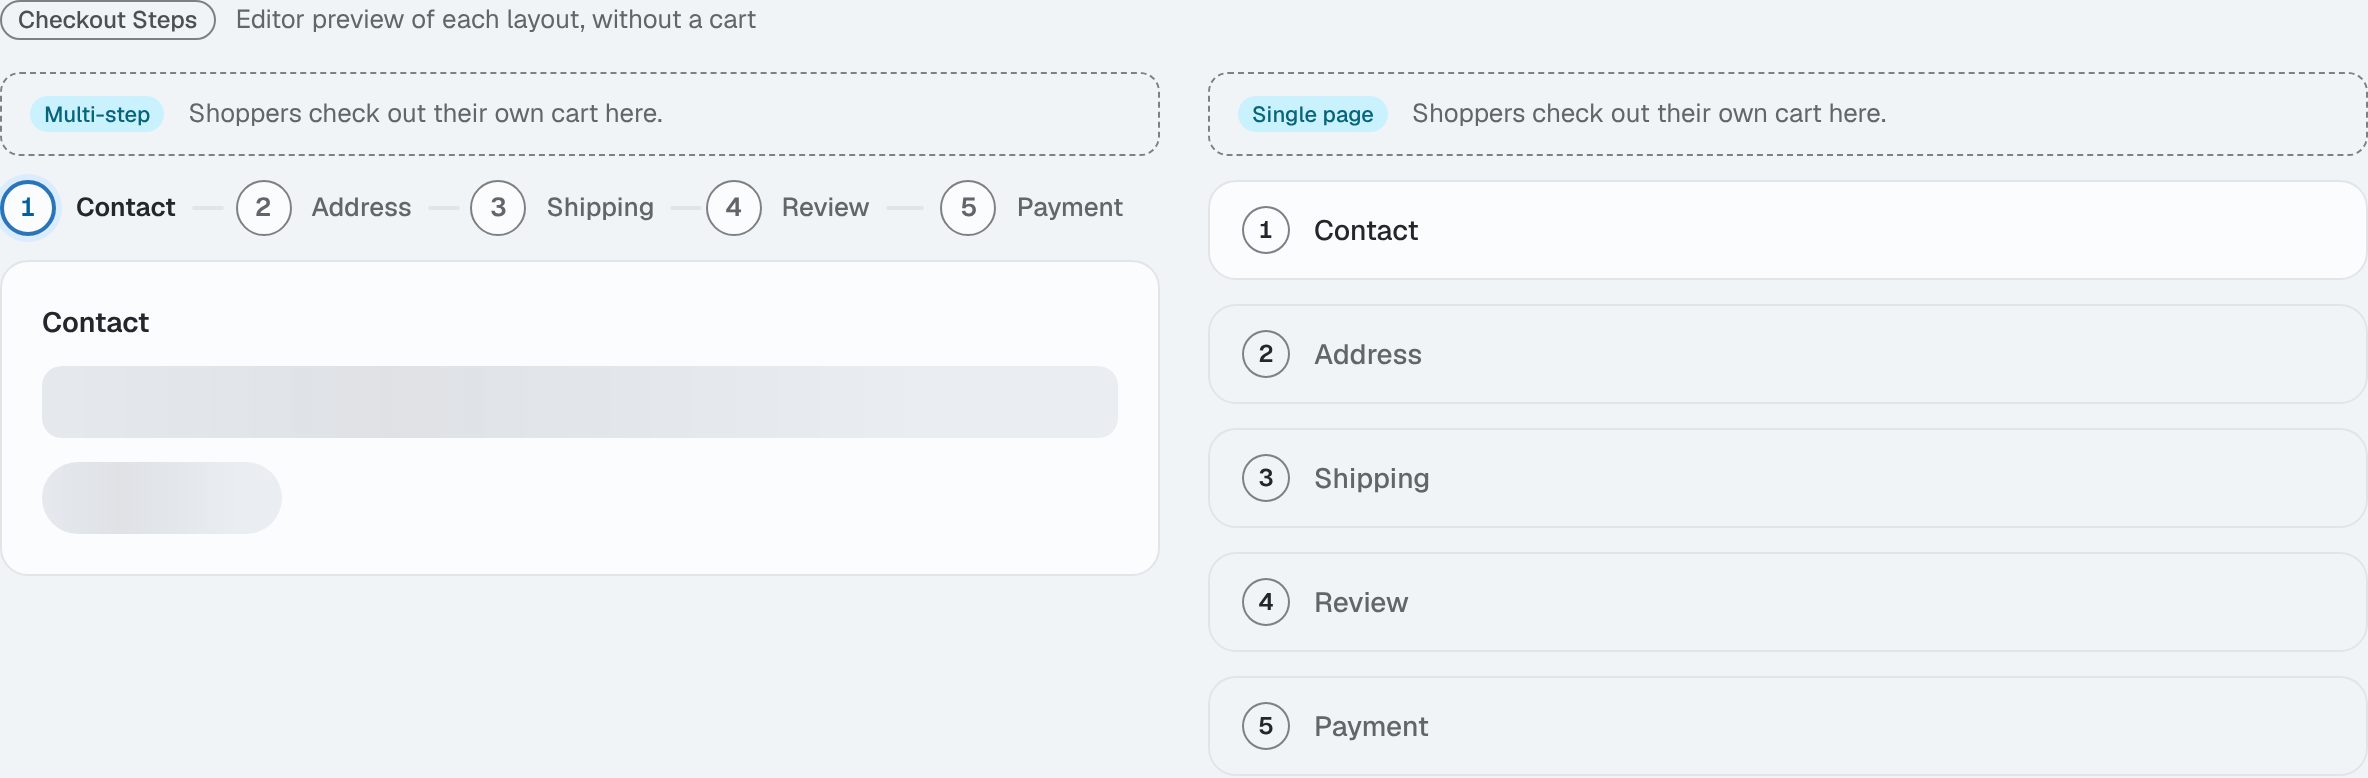 Checkout Steps Editor preview of each layout, without a cart
Multi-step Shoppers check out their own cart here.
1 Contact 2 Address 3 Shipping 4 Review 5 Payment
Contact
Single page Shoppers check out their own cart here.
1 Contact
2 Address
3 Shipping
4 Review
5 Payment